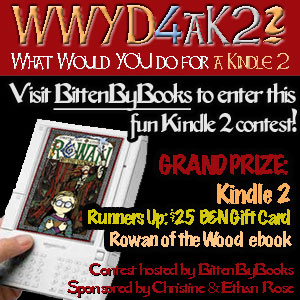 WWYD4aK2²
WHAT WOULD YOU DO FOR A KINDLE 2
Visit BittenByBooks to enter this
fun Kindle 2 contest!
ROWAN
GRAND PRIZE:
Kindle 2
Runners Up: $25 B&N Gift Card
Rowan of the Wood ebook
Contest hosted by BittenByBooks
Sponsored by Christine & Ethan Rose